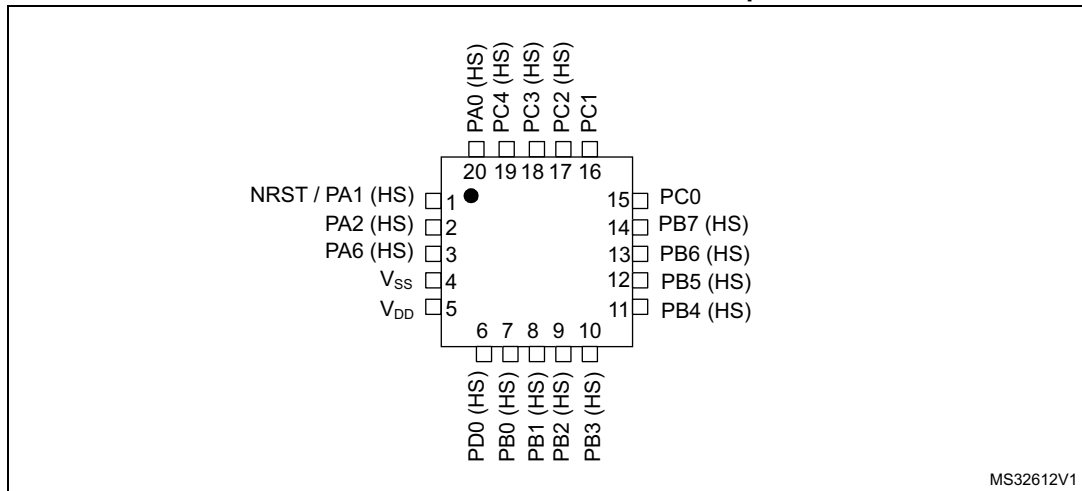 PA0 (HS)
PC4 (HS)
PC3 (HS)
PC2 (HS)
PC1
20 19 18 17 16
NRST / PA1 (HS) 1
PA2 (HS) 2
PA6 (HS) 3
VSS 4
VDD 5
15 PC0
14 PB7 (HS)
13 PB6 (HS)
12 PB5 (HS)
11 PB4 (HS)
6 7 8 9 10
PD0 (HS)
PB0 (HS)
PB1 (HS)
PB2 (HS)
PB3 (HS)
MS32612V1